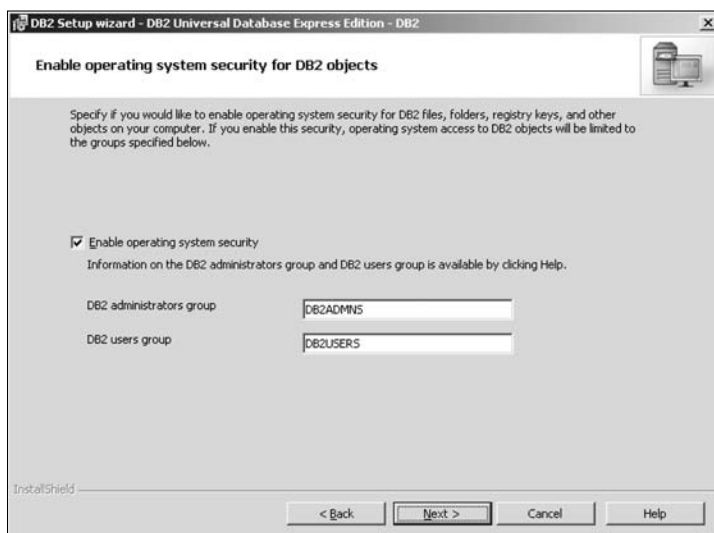 DB2 Setup wizard - DB2 Universal Database Express Edition - DB2
Enable operating system security for DB2 objects
Specify if you would like to enable operating system security for DB2 files, folders, registry keys, and other
objects on your computer. If you enable this security, operating system access to DB2 objects will be limited to
the groups specified below.
Enable operating system security
Information on the DB2 administrators group and DB2 users group is available by clicking Help.
DB2 administrators group DB2ADMNS
DB2 users group DB2USERS
InstallShield
< Back Next > Cancel Help